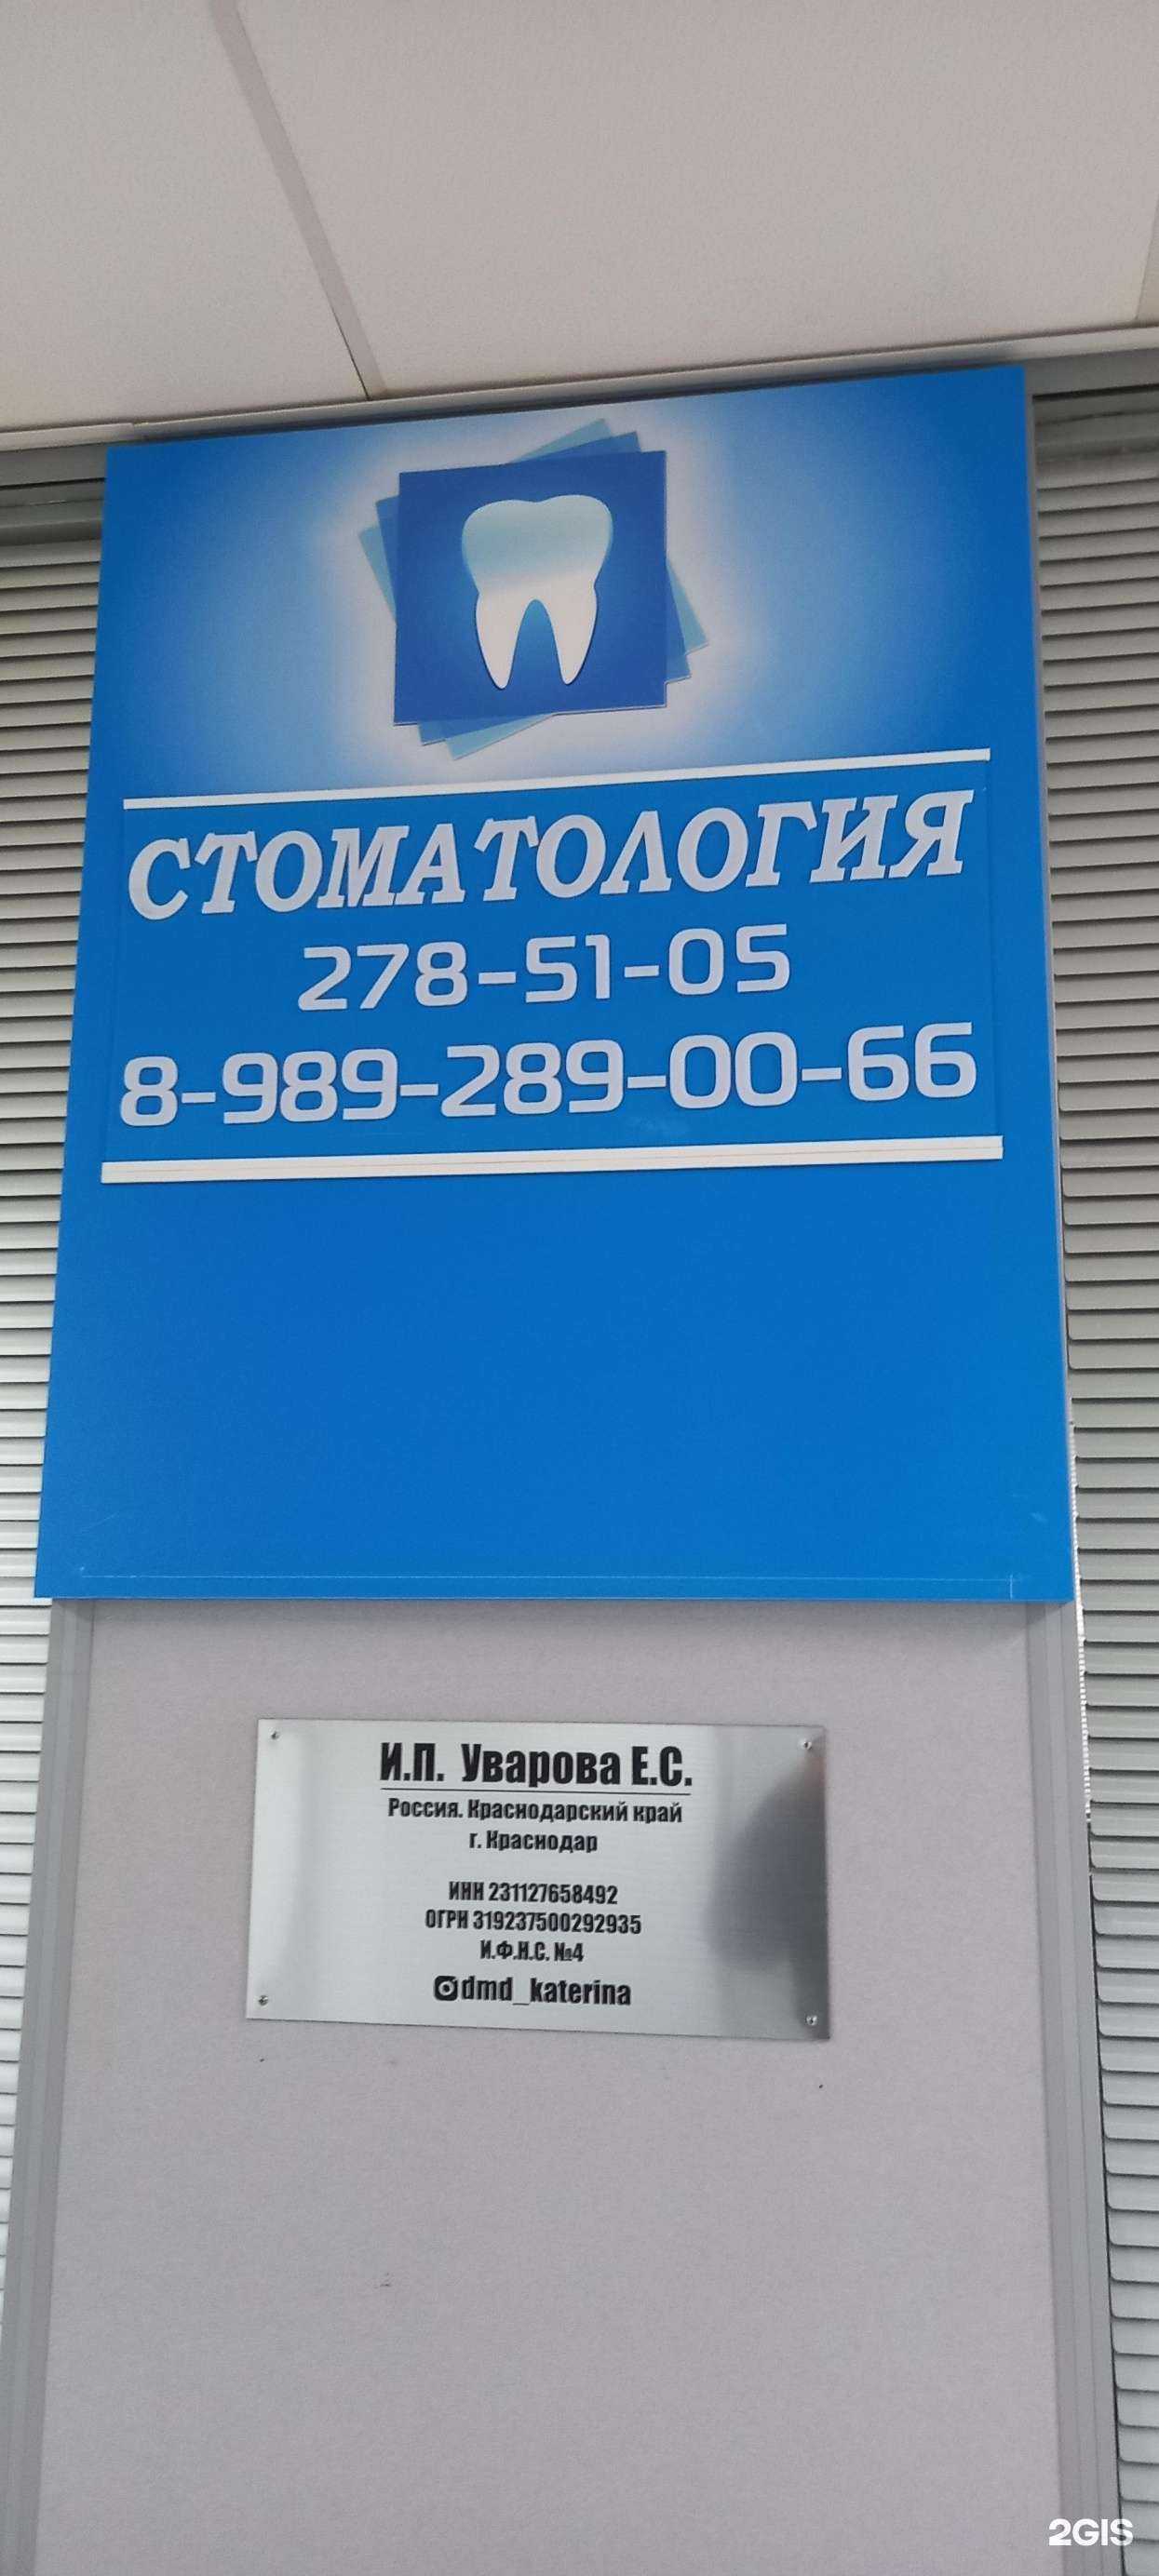 СТОМАТОЛОГИЯ
278-51-05
8-989-289-00-66
И.П. Уварова Е.С.
Россия. Краснодарский край
г. Краснодар
ИНН 231127658492
ОГРН 319237500292935
И.Ф.Н.С. №4
dmd_katerina
2GIS